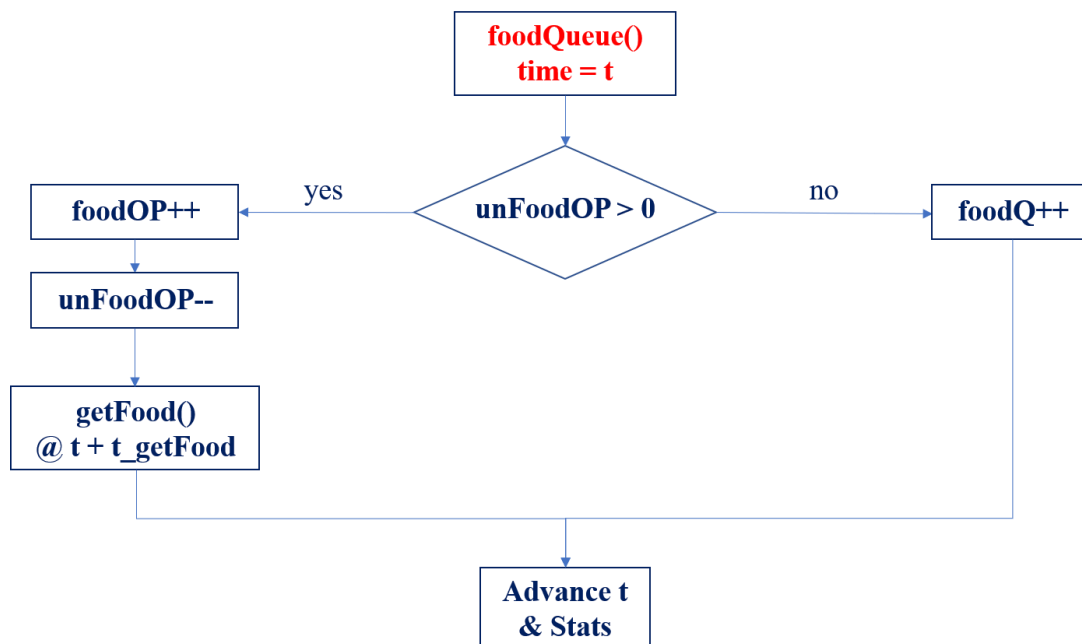 foodQueue()
time = t
unFoodOP > 0
yes
no
foodOP++
foodQ++
unFoodOP--
getFood()
@ t + t_getFood
Advance t
& Stats